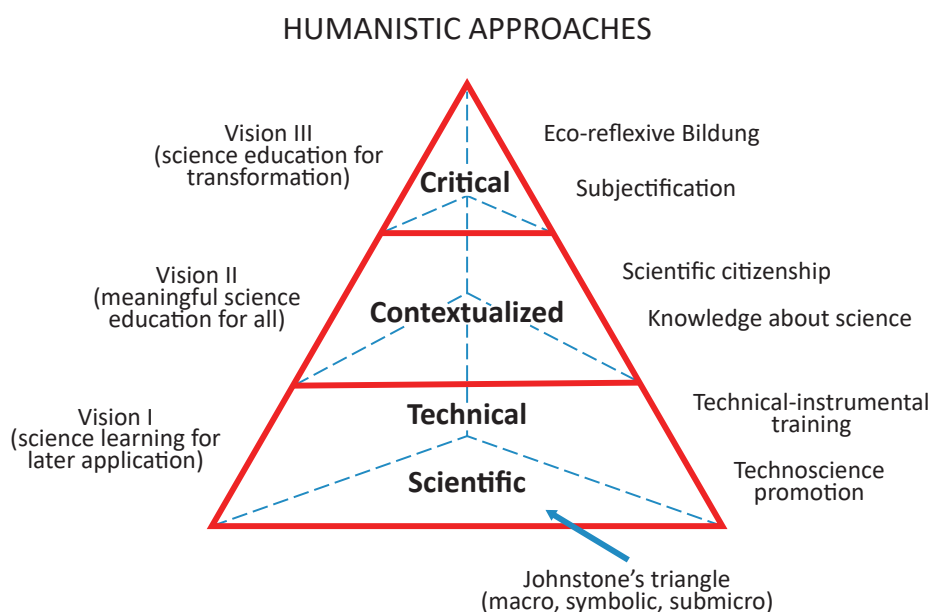 HUMANISTIC APPROACHES
Vision III
(science education for
transformation)
Eco-reflexive Bildung
Critical
Subjectification
Vision II
(meaningful science
education for all)
Scientific citizenship
Contextualized
Knowledge about science
Vision I
(science learning for
later application)
Technical
Technical-instrumental
training
Scientific
Technoscience
promotion
Johnstone's triangle
(macro, symbolic, submicro)